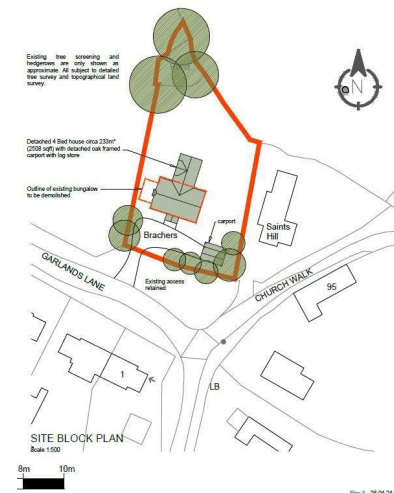 Existing tree screening and
hedgerows are only shown as
approximate. All subject to detailed
tree survey and topographical land
survey.
N
Detached 4 Bed house circa 233m²
(2508 sqft) with detached oak framed
carport with log store
Outline of existing bungalow
to be demolished
carport
Saints
Hill
Brachers
GARLANDS LANE
Existing access
retained
CHURCH WALK
95
1
LB
SITE BLOCK PLAN
Scale 1:500
8m 10m